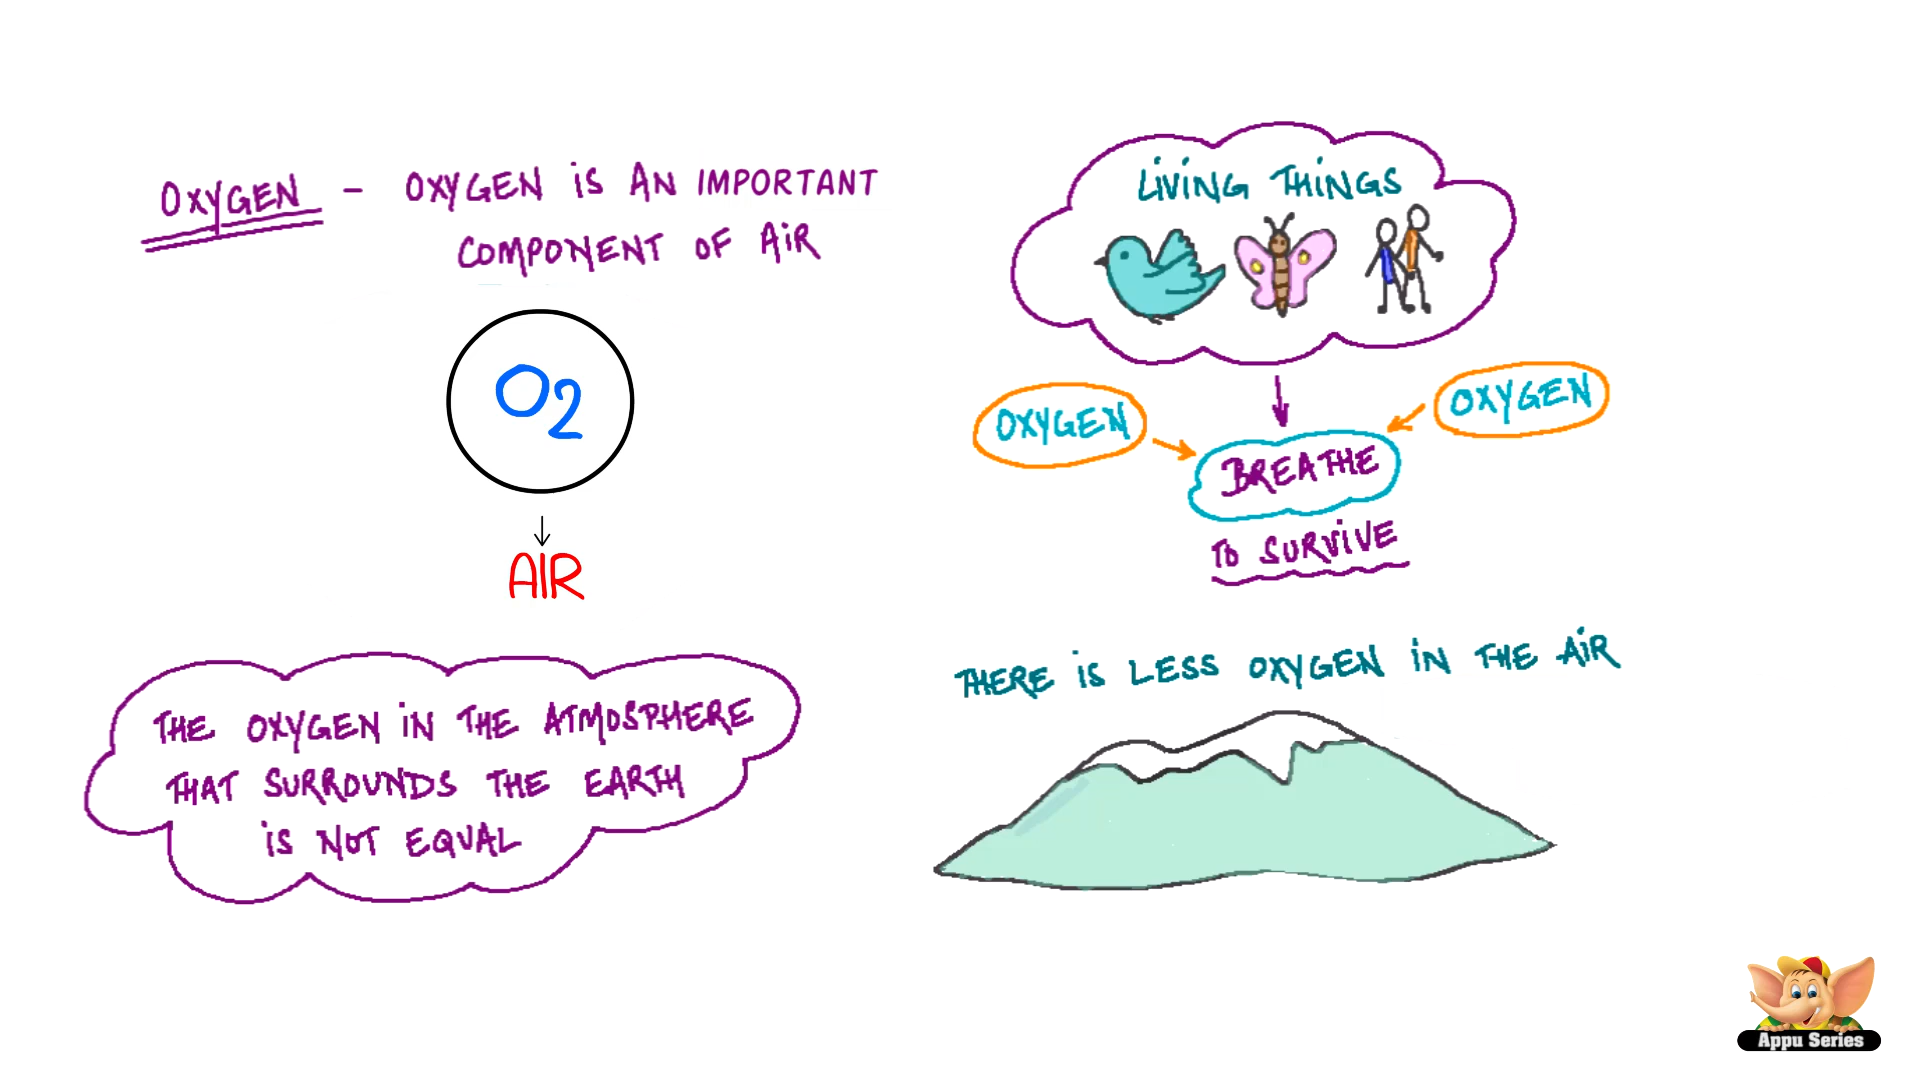 OXYGEN - OXYGEN iS AN IMPORTANT
COMPONENT OF AiR
O2
AIR
THE OXYGEN iN THE ATMOSPHERE
THAT SURROUNDS THE EARTH
iS NOT EQUAL
LiViNG THiNGS
OXYGEN
OXYGEN
BREATHE
TO SURViVE
THERE iS LESS OXYGEN iN THE AiR
Appu Series